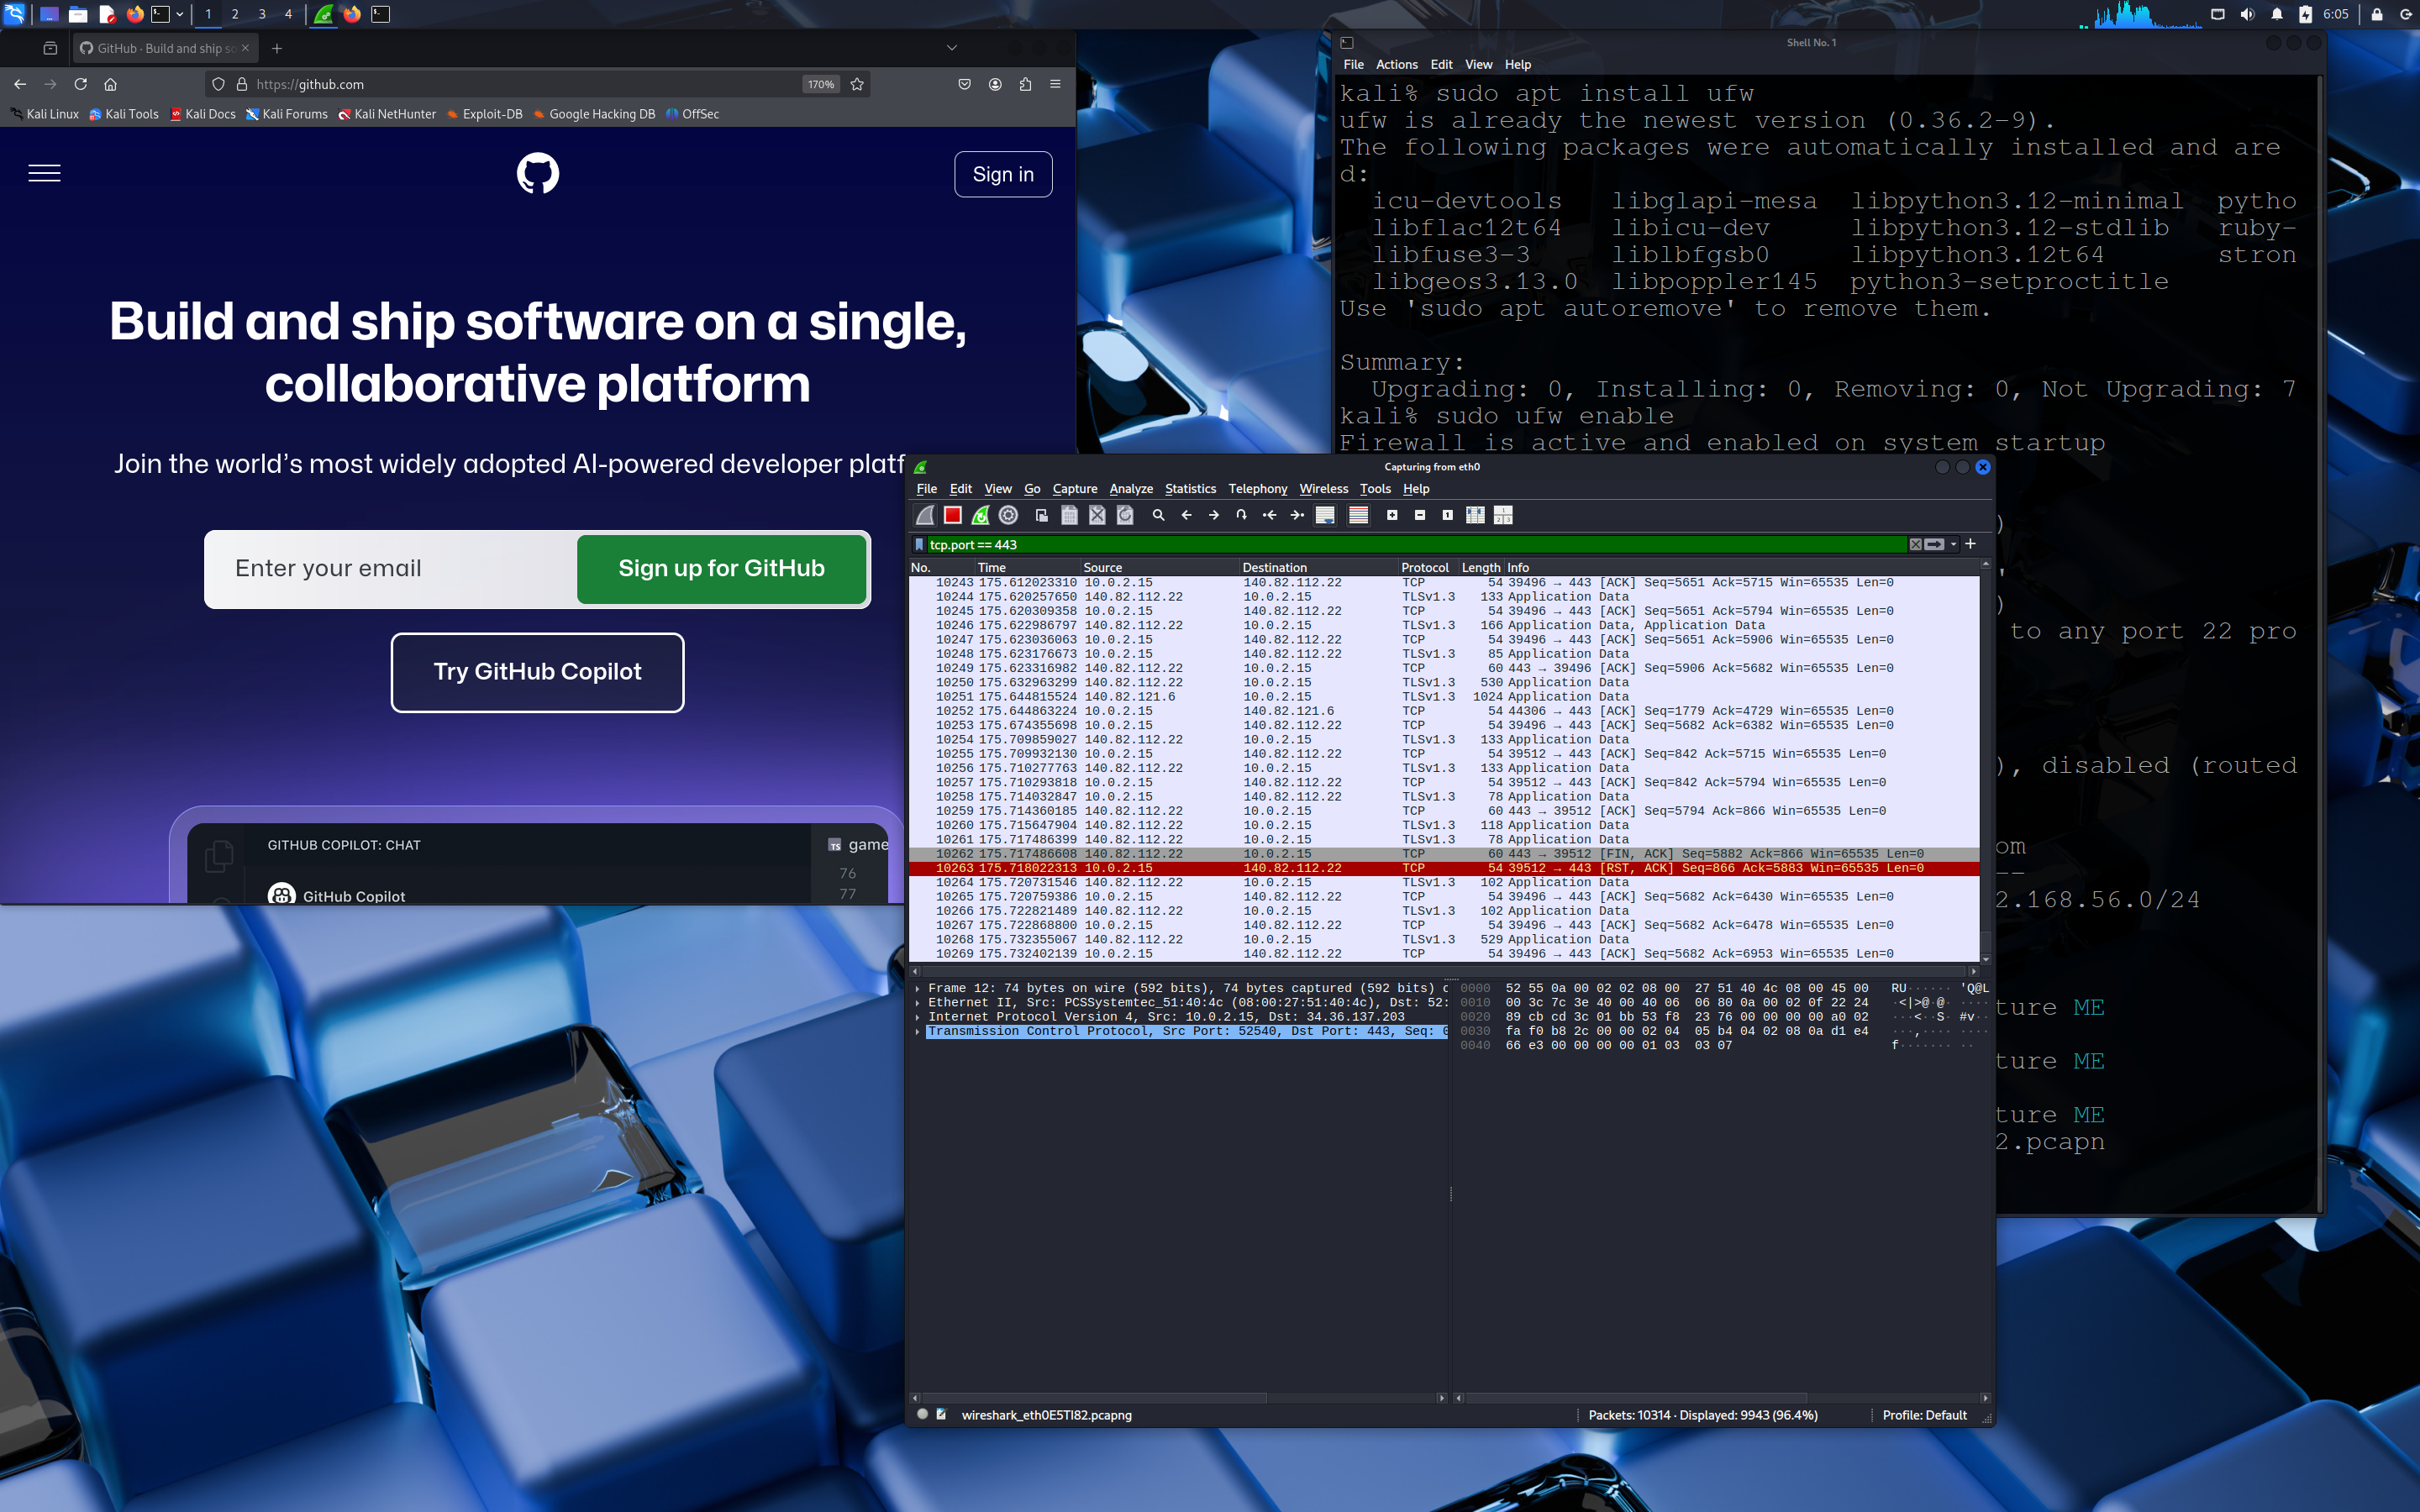 1 2 3 4
6:05
GitHub · Build and ship so
https://github.com
170%
Kali Linux Kali Tools Kali Docs Kali Forums Kali NetHunter Exploit-DB Google Hacking DB OffSec
Sign in
Build and ship software on a single,
collaborative platform
Join the world’s most widely adopted AI-powered developer platf
Enter your email
Sign up for GitHub
Try GitHub Copilot
GITHUB COPILOT: CHAT
TS game
76
77
GitHub Copilot
Shell No. 1
File Actions Edit View Help
kali% sudo apt install ufw
ufw is already the newest version (0.36.2-9).
The following packages were automatically installed and are
d:
icu-devtools libglapi-mesa libpython3.12-minimal pytho
libflac12t64 libicu-dev libpython3.12-stdlib ruby-
libfuse3-3 liblbfgsb0 libpython3.12t64 stron
libgeos3.13.0 libpoppler145 python3-setproctitle
Use 'sudo apt autoremove' to remove them.
Summary:
Upgrading: 0, Installing: 0, Removing: 0, Not Upgrading: 7
kali% sudo ufw enable
Firewall is active and enabled on system startup
)
'
)
to any port 22 pro
), disabled (routed
om
--
2.168.56.0/24
ture ME
ture ME
ture ME
2.pcapn
Capturing from eth0
File Edit View Go Capture Analyze Statistics Telephony Wireless Tools Help
tcp.port == 443
No. Time Source Destination Protocol Length Info
10243 175.612023310 10.0.2.15 140.82.112.22 TCP 54 39496 → 443 [ACK] Seq=5651 Ack=5715 Win=65535 Len=0
10244 175.620257650 140.82.112.22 10.0.2.15 TLSv1.3 133 Application Data
10245 175.620309358 10.0.2.15 140.82.112.22 TCP 54 39496 → 443 [ACK] Seq=5651 Ack=5794 Win=65535 Len=0
10246 175.622986797 140.82.112.22 10.0.2.15 TLSv1.3 166 Application Data, Application Data
10247 175.623036063 10.0.2.15 140.82.112.22 TCP 54 39496 → 443 [ACK] Seq=5651 Ack=5906 Win=65535 Len=0
10248 175.623176673 10.0.2.15 140.82.112.22 TLSv1.3 85 Application Data
10249 175.623316982 140.82.112.22 10.0.2.15 TCP 60 443 → 39496 [ACK] Seq=5906 Ack=5682 Win=65535 Len=0
10250 175.632963299 140.82.112.22 10.0.2.15 TLSv1.3 530 Application Data
10251 175.644815524 140.82.121.6 10.0.2.15 TLSv1.3 1024 Application Data
10252 175.644863224 10.0.2.15 140.82.121.6 TCP 54 44306 → 443 [ACK] Seq=1779 Ack=4729 Win=65535 Len=0
10253 175.674355698 10.0.2.15 140.82.112.22 TCP 54 39496 → 443 [ACK] Seq=5682 Ack=6382 Win=65535 Len=0
10254 175.709859027 140.82.112.22 10.0.2.15 TLSv1.3 133 Application Data
10255 175.709932130 10.0.2.15 140.82.112.22 TCP 54 39512 → 443 [ACK] Seq=842 Ack=5715 Win=65535 Len=0
10256 175.710277763 140.82.112.22 10.0.2.15 TLSv1.3 133 Application Data
10257 175.710293818 10.0.2.15 140.82.112.22 TCP 54 39512 → 443 [ACK] Seq=842 Ack=5794 Win=65535 Len=0
10258 175.714032847 10.0.2.15 140.82.112.22 TLSv1.3 78 Application Data
10259 175.714360185 140.82.112.22 10.0.2.15 TCP 60 443 → 39512 [ACK] Seq=5794 Ack=866 Win=65535 Len=0
10260 175.715647904 140.82.112.22 10.0.2.15 TLSv1.3 118 Application Data
10261 175.717486399 140.82.112.22 10.0.2.15 TLSv1.3 78 Application Data
10262 175.717486608 140.82.112.22 10.0.2.15 TCP 60 443 → 39512 [FIN, ACK] Seq=5882 Ack=866 Win=65535 Len=0
10263 175.718022313 10.0.2.15 140.82.112.22 TCP 54 39512 → 443 [RST, ACK] Seq=866 Ack=5883 Win=65535 Len=0
10264 175.720731546 140.82.112.22 10.0.2.15 TLSv1.3 102 Application Data
10265 175.720759386 10.0.2.15 140.82.112.22 TCP 54 39496 → 443 [ACK] Seq=5682 Ack=6430 Win=65535 Len=0
10266 175.722821489 140.82.112.22 10.0.2.15 TLSv1.3 102 Application Data
10267 175.722868800 10.0.2.15 140.82.112.22 TCP 54 39496 → 443 [ACK] Seq=5682 Ack=6478 Win=65535 Len=0
10268 175.732355067 140.82.112.22 10.0.2.15 TLSv1.3 529 Application Data
10269 175.732402139 10.0.2.15 140.82.112.22 TCP 54 39496 → 443 [ACK] Seq=5682 Ack=6953 Win=65535 Len=0
Frame 12: 74 bytes on wire (592 bits), 74 bytes captured (592 bits) o
Ethernet II, Src: PCSSystemtec_51:40:4c (08:00:27:51:40:4c), Dst: 52:
Internet Protocol Version 4, Src: 10.0.2.15, Dst: 34.36.137.203
Transmission Control Protocol, Src Port: 52540, Dst Port: 443, Seq: 0
0000 52 55 0a 00 02 02 08 00 27 51 40 4c 08 00 45 00 RU······ 'Q@L
0010 00 3c 7c 3e 40 00 40 06 06 80 0a 00 02 0f 22 24 ·<|>@·@· ····
0020 89 cb cd 3c 01 bb 53 f8 23 76 00 00 00 00 a0 02 ···<··S· #v··
0030 fa f0 b8 2c 00 00 02 04 05 b4 04 02 08 0a d1 e4 ···,···· ····
0040 66 e3 00 00 00 00 01 03 03 07 f······· ··
wireshark_eth0E5TI82.pcapng
Packets: 10314 · Displayed: 9943 (96.4%)
Profile: Default